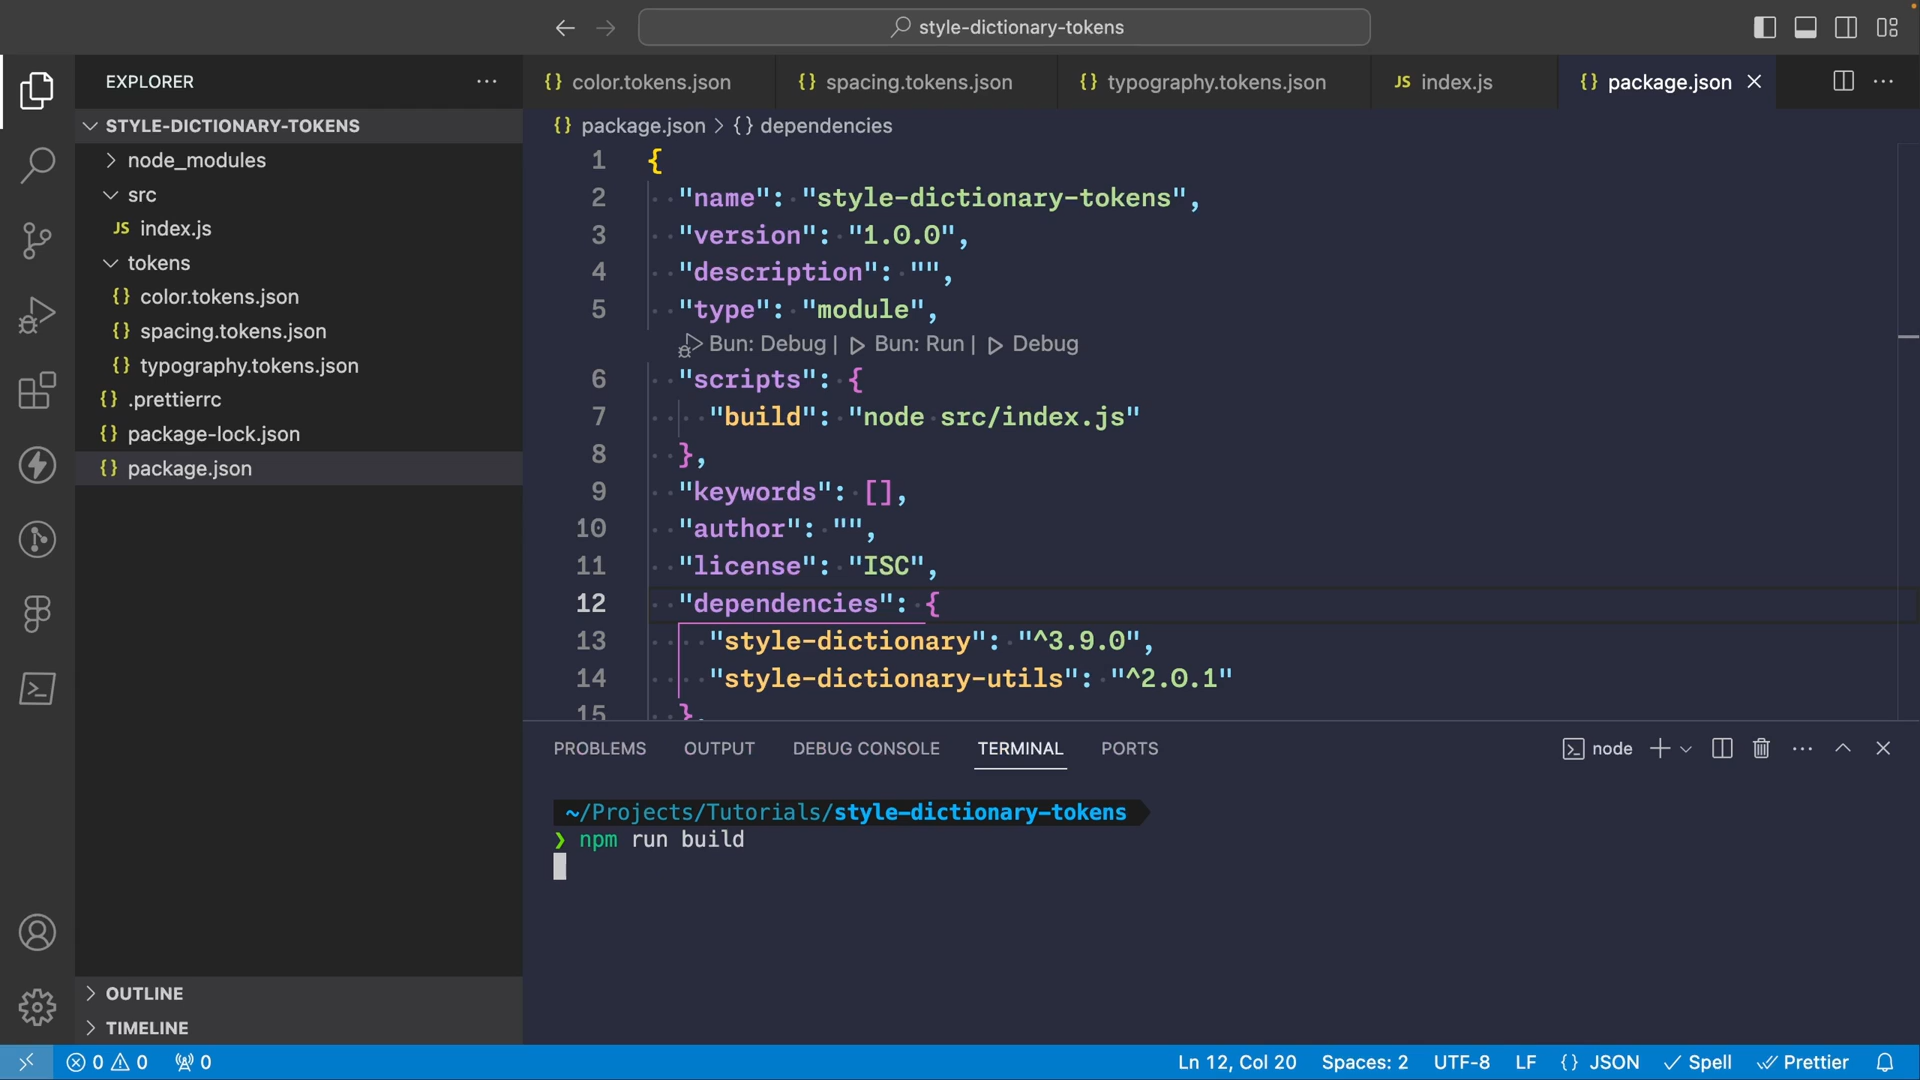 style-dictionary-tokens
EXPLORER
STYLE-DICTIONARY-TOKENS
node_modules
src
JS index.js
tokens
{} color.tokens.json
{} spacing.tokens.json
{} typography.tokens.json
{} .prettierrc
{} package-lock.json
{} package.json
OUTLINE
TIMELINE
{} color.tokens.json
{} spacing.tokens.json
{} typography.tokens.json
JS index.js
{} package.json
{} package.json > {} dependencies
1 {
2 "name": "style-dictionary-tokens",
3 "version": "1.0.0",
4 "description": "",
5 "type": "module",
Bun: Debug | Bun: Run | Debug
6 "scripts": {
7 "build": "node src/index.js"
8 },
9 "keywords": [],
10 "author": "",
11 "license": "ISC",
12 "dependencies": {
13 "style-dictionary": "^3.9.0",
14 "style-dictionary-utils": "^2.0.1"
15 },
PROBLEMS OUTPUT DEBUG CONSOLE TERMINAL PORTS
node
~/Projects/Tutorials/style-dictionary-tokens
❯ npm run build
0 0 0
Ln 12, Col 20 Spaces: 2 UTF-8 LF {} JSON Spell Prettier